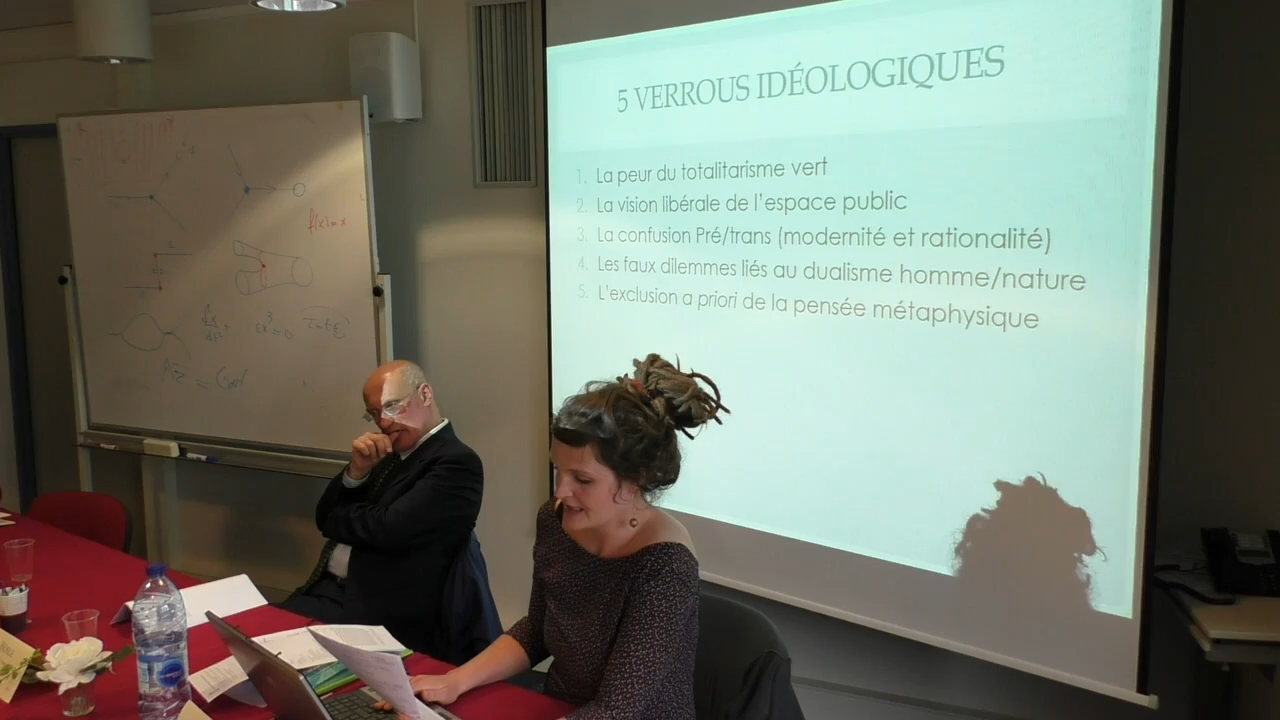 5 VERROUS IDÉOLOGIQUES
1. La peur du totalitarisme vert
2. La vision libérale de l'espace public
3. La confusion Pré/trans (modernité et rationalité)
4. Les faux dilemmes liés au dualisme homme/nature
5. L'exclusion a priori de la pensée métaphysique